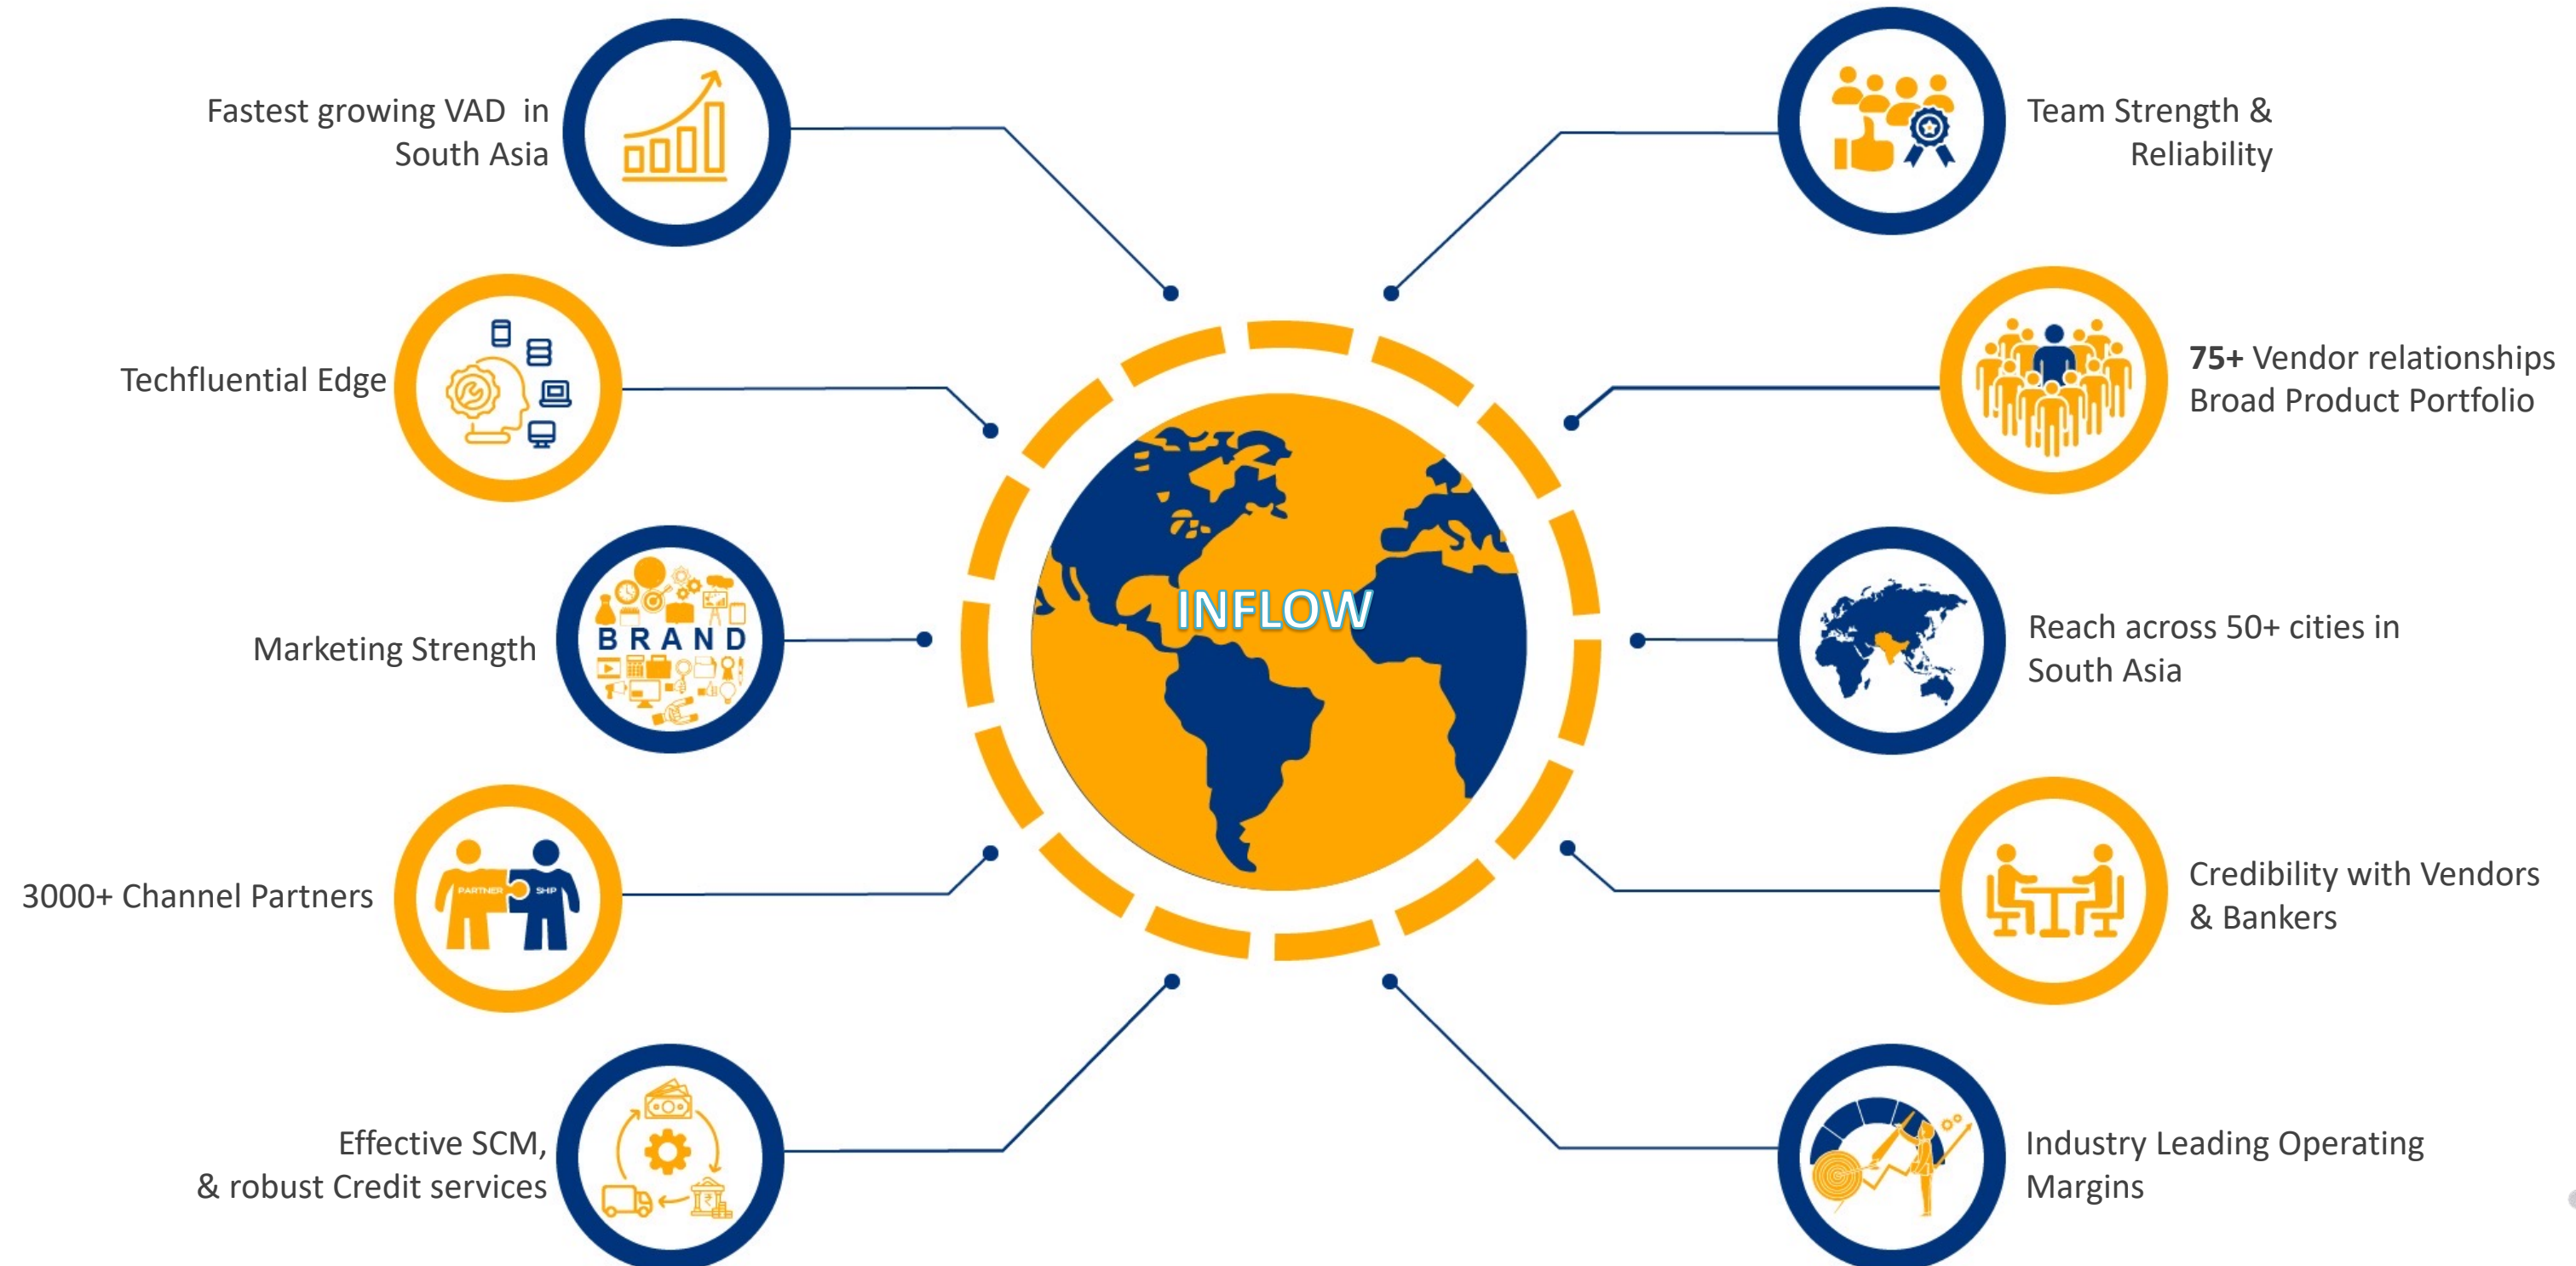 Fastest growing VAD in
South Asia
Techfluential Edge
BRAND
Marketing Strength
3000+ Channel Partners
PARTNER SHIP
Effective SCM,
& robust Credit services
₹
INFLOW
Team Strength &
Reliability
75+ Vendor relationships
Broad Product Portfolio
Reach across 50+ cities in
South Asia
Credibility with Vendors
& Bankers
Industry Leading Operating
Margins